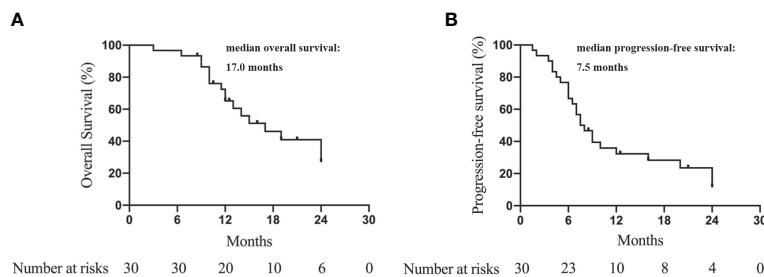 A
B
median overall survival:
17.0 months
Overall Survival (%)
100
80
60
40
20
0
0 6 12 18 24 30
Months
Number at risks 30 30 20 10 6 0
median progression-free survival:
7.5 months
Progression-free survival (%)
100
80
60
40
20
0
0 6 12 18 24 30
Months
Number at risks 30 23 10 8 4 0